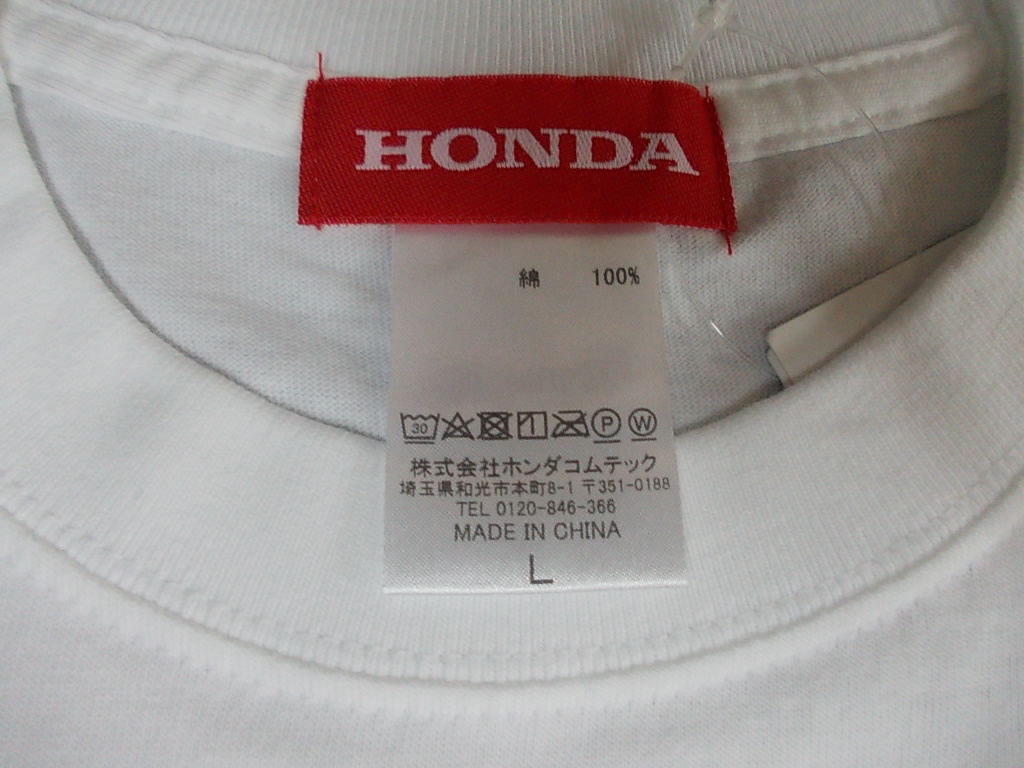 HONDA
綿 100%
30 P W
株式会社ホンダコムテック
埼玉県和光市本町8-1 〒351-0188
TEL 0120-846-366
MADE IN CHINA
L